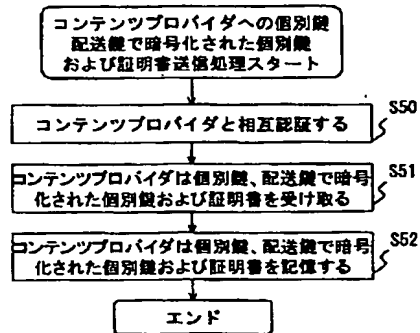 コンテンツプロバイダへの個別鍵
配送鍵で暗号化された個別鍵
および証明書送信処理スタート
S50
コンテンツプロバイダと相互認証する
S51
コンテンツプロバイダは個別鍵、配送鍵で暗号
化された個別鍵および証明書を受け取る
S52
コンテンツプロバイダは個別鍵、配送鍵で暗号
化された個別鍵および証明書を記憶する
エンド